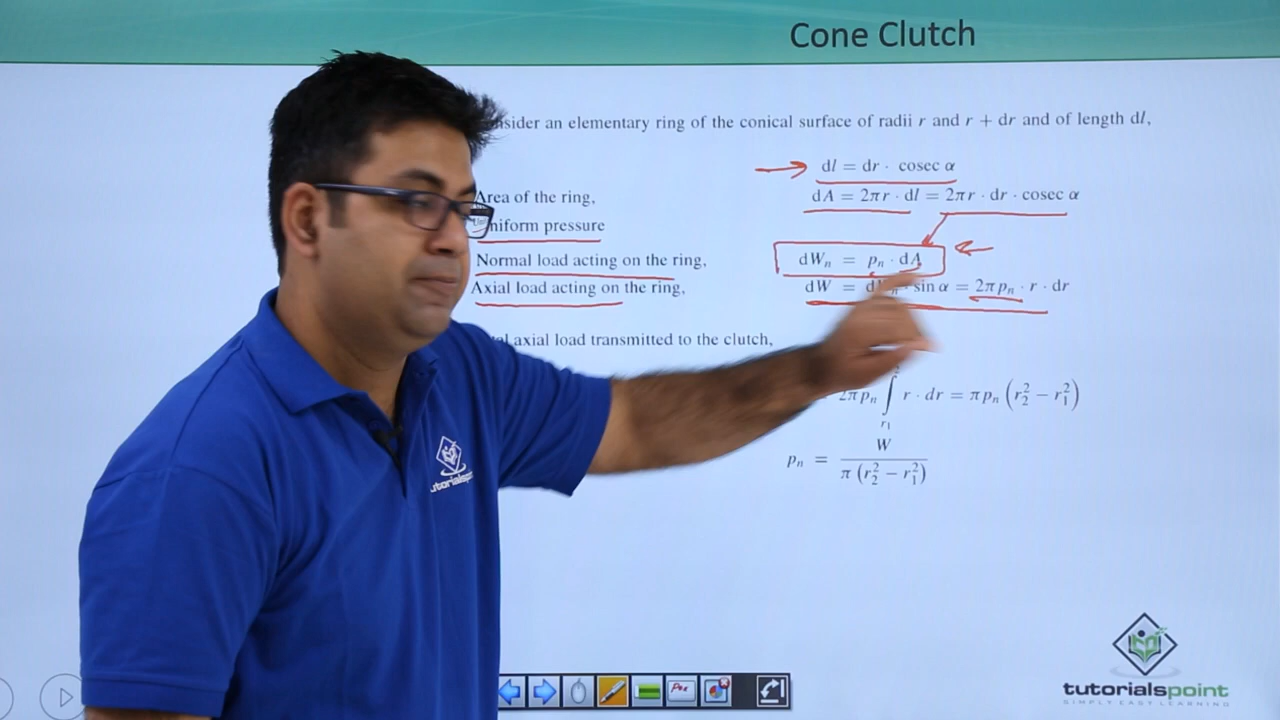 Cone Clutch
nsider an elementary ring of the conical surface of radii r and r + dr and of length dl,
dl = dr · cosec α
Area of the ring, dA = 2πr · dl = 2πr · dr · cosec α
Uniform pressure
Normal load acting on the ring, dWₙ = pₙ · dA
Axial load acting on the ring, dW = d n · sin α = 2πpₙ · r · dr
al axial load transmitted to the clutch,
2πpₙ ∫ r₁ r · dr = πpₙ (r₂² − r₁²)
pₙ = W / π (r₂² − r₁²)
tutorialspoint
tutorialspoint
SIMPLY EASY LEARNING